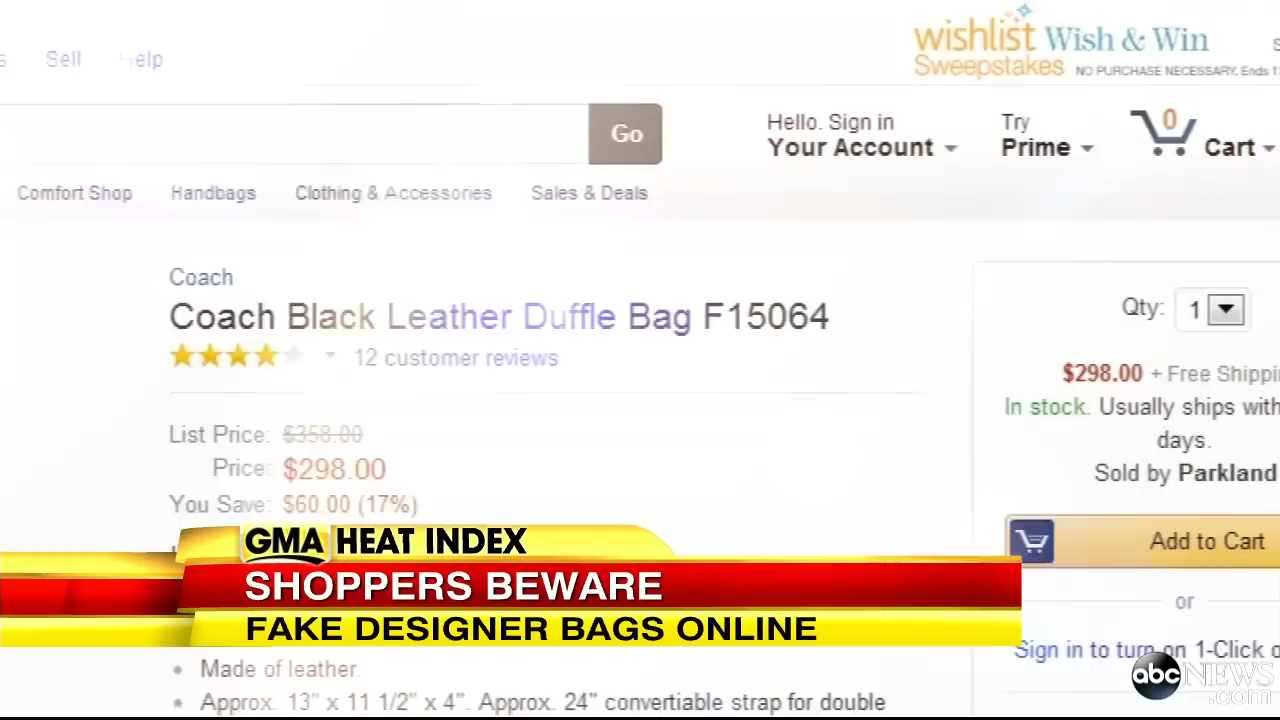 wishlist Wish & Win
Sweepstakes NO PURCHASE NECESSARY. Ends
Sell Help
Go
Hello. Sign in
Your Account
Try
Prime
0
Cart
Comfort Shop Handbags Clothing & Accessories Sales & Deals
Coach
Coach Black Leather Duffle Bag F15064
12 customer reviews
List Price: $358.00
Price: $298.00
You Save: $60.00 (17%)
Qty: 1
$298.00 + Free Shippi
In stock. Usually ships with
days.
Sold by Parkland
Add to Cart
or
Sign in to turn on 1-Click o
GMA HEAT INDEX
SHOPPERS BEWARE
FAKE DESIGNER BAGS ONLINE
• Made of leather.
• Approx. 13" x 11 1/2" x 4". Approx. 24" convertible strap for double
abc NEWS
.com